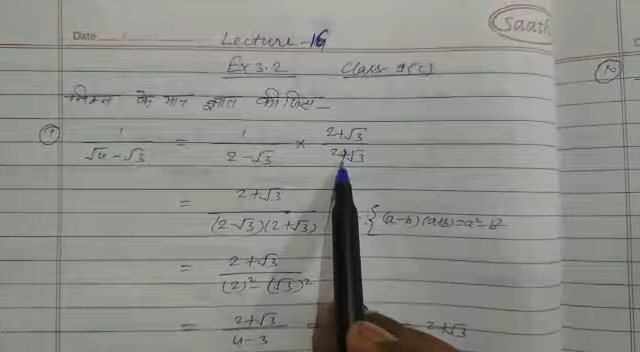 Saath
Date
Lecture-16
Ex 3.2 Class-9(C)
निम्न के मान ज्ञात कीजिए-
① 1/(√4-√3) = 1/(2-√3) × (2+√3)/(2+√3)
= (2+√3)/((2-√3)(2+√3)) {(a-b)(a+b)=a²-b²
= (2+√3)/((2)²-(√3)²)
= (2+√3)/(4-3) = = 2+√3